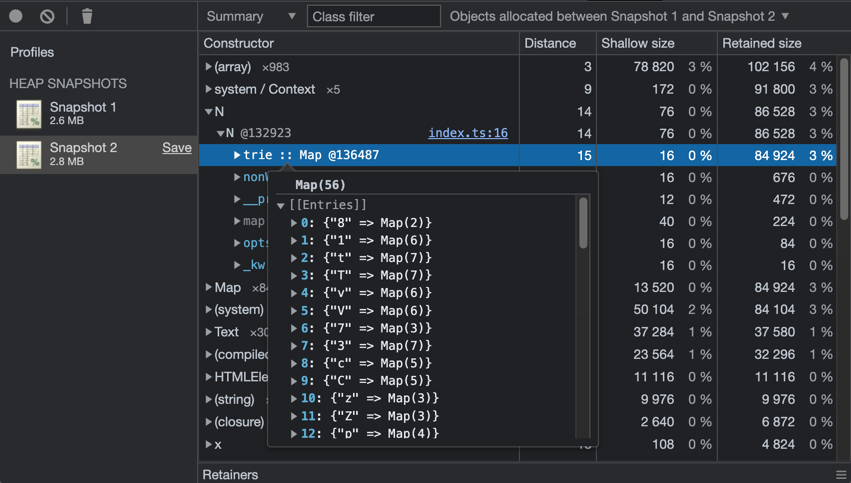 Summary ▼ Class filter Objects allocated between Snapshot 1 and Snapshot 2 ▼
Profiles
HEAP SNAPSHOTS
Snapshot 1
2.6 MB
Snapshot 2 Save
2.8 MB
Constructor Distance Shallow size Retained size
▶(array) ×983 3 78 820 3 % 102 156 4 %
▶system / Context ×5 9 172 0 % 91 800 3 %
▼N 14 76 0 % 86 528 3 %
▼N @132923 index.ts:16 14 76 0 % 86 528 3 %
▶trie :: Map @136487 15 16 0 % 84 924 3 %
▶non 16 0 % 676 0 %
▶__p 12 0 % 472 0 %
▶map 40 0 % 224 0 %
▶opts 16 0 % 84 0 %
▶_kw 16 0 % 16 0 %
▶Map ×84 13 520 0 % 84 924 3 %
▶(system) 50 104 2 % 84 104 3 %
▶Text ×30 37 284 1 % 37 580 1 %
▶(compiled 23 564 1 % 32 296 1 %
▶HTMLEle 11 116 0 % 11 116 0 %
▶(string) 9 976 0 % 9 976 0 %
▶(closure) 2 640 0 % 6 872 0 %
▶x 108 0 % 4 824 0 %
Map(56)
▼[[Entries]]
▶0: {"8" => Map(2)}
▶1: {"1" => Map(6)}
▶2: {"t" => Map(7)}
▶3: {"T" => Map(7)}
▶4: {"v" => Map(6)}
▶5: {"V" => Map(6)}
▶6: {"7" => Map(3)}
▶7: {"3" => Map(7)}
▶8: {"c" => Map(5)}
▶9: {"C" => Map(5)}
▶10: {"z" => Map(3)}
▶11: {"Z" => Map(3)}
▶12: {"p" => Map(4)}
Retainers